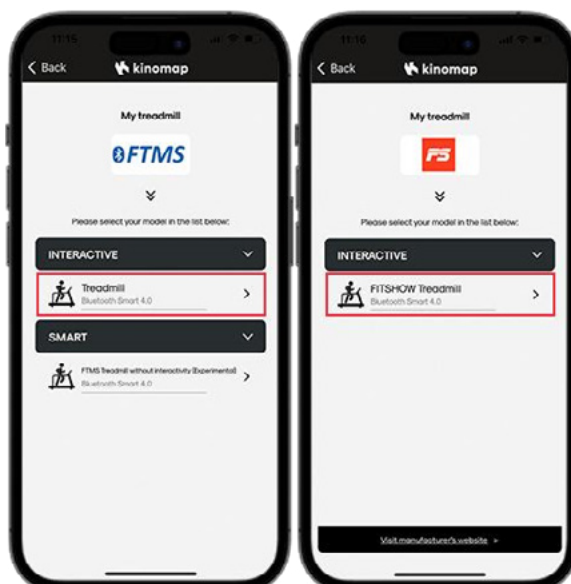 11:15
Back
kinomap
My treadmill
FTMS
Please select your model in the list below:
INTERACTIVE
Treadmill
Bluetooth Smart 4.0
SMART
FTMS Treadmill without interactivity (Experimental)
Bluetooth Smart 4.0
11:16
Back
kinomap
My treadmill
FS
Please select your model in the list below:
INTERACTIVE
FITSHOW Treadmill
Bluetooth Smart 4.0
Visit manufacturer's website